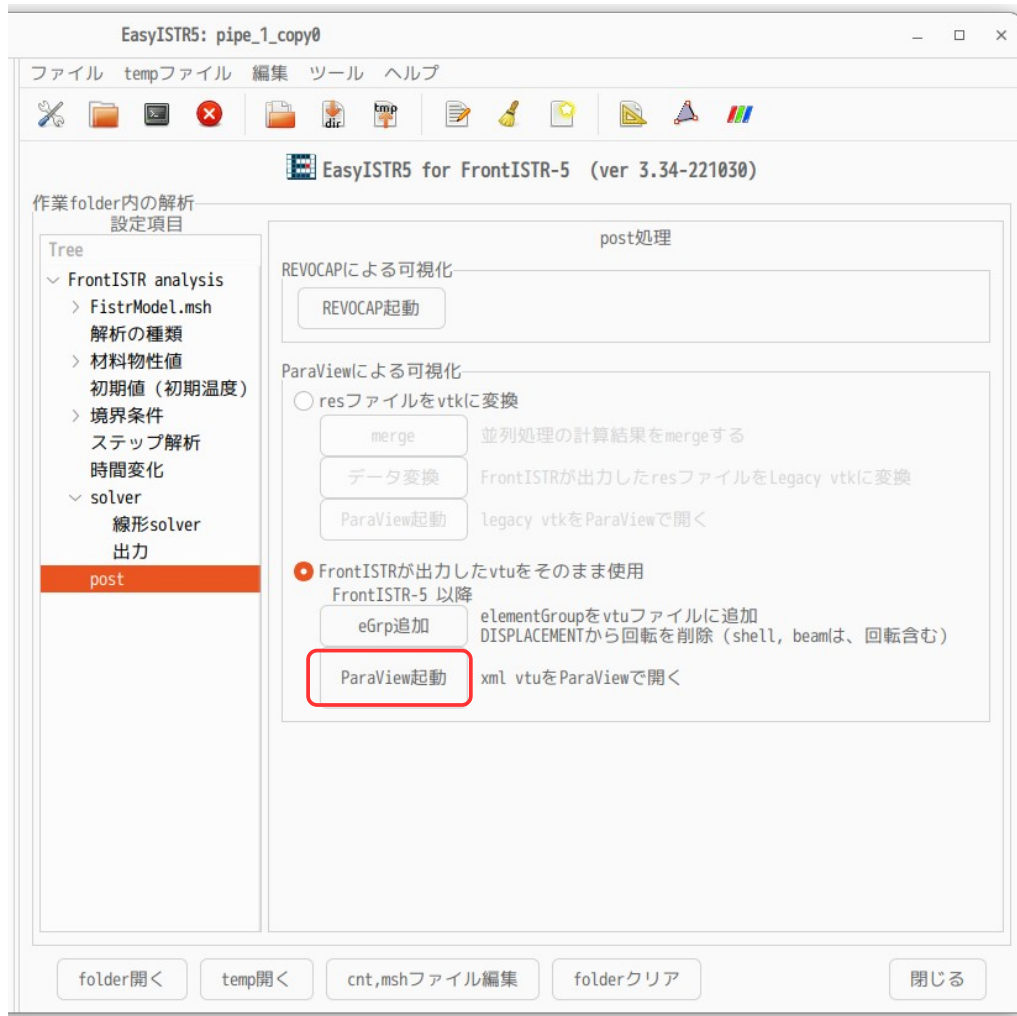 EasyISTR5: pipe_1_copy0
ファイル tempファイル 編集 ツール ヘルプ
dir tmp
EasyISTR5 for FrontISTR-5 (ver 3.34-221030)
作業folder内の解析
設定項目
Tree
FrontISTR analysis
FistrModel.msh
解析の種類
材料物性値
初期値（初期温度）
境界条件
ステップ解析
時間変化
solver
線形solver
出力
post
post処理
REVOCAPによる可視化
REVOCAP起動
ParaViewによる可視化
resファイルをvtkに変換
merge 並列処理の計算結果をmergeする
データ変換 FrontISTRが出力したresファイルをLegacy vtkに変換
ParaView起動 legacy vtkをParaViewで開く
FrontISTRが出力したvtuをそのまま使用
FrontISTR-5 以降
eGrp追加 elementGroupをvtuファイルに追加
DISPLACEMENTから回転を削除（shell, beamは、回転含む）
ParaView起動 xml vtuをParaViewで開く
folder開く temp開く cnt,mshファイル編集 folderクリア 閉じる